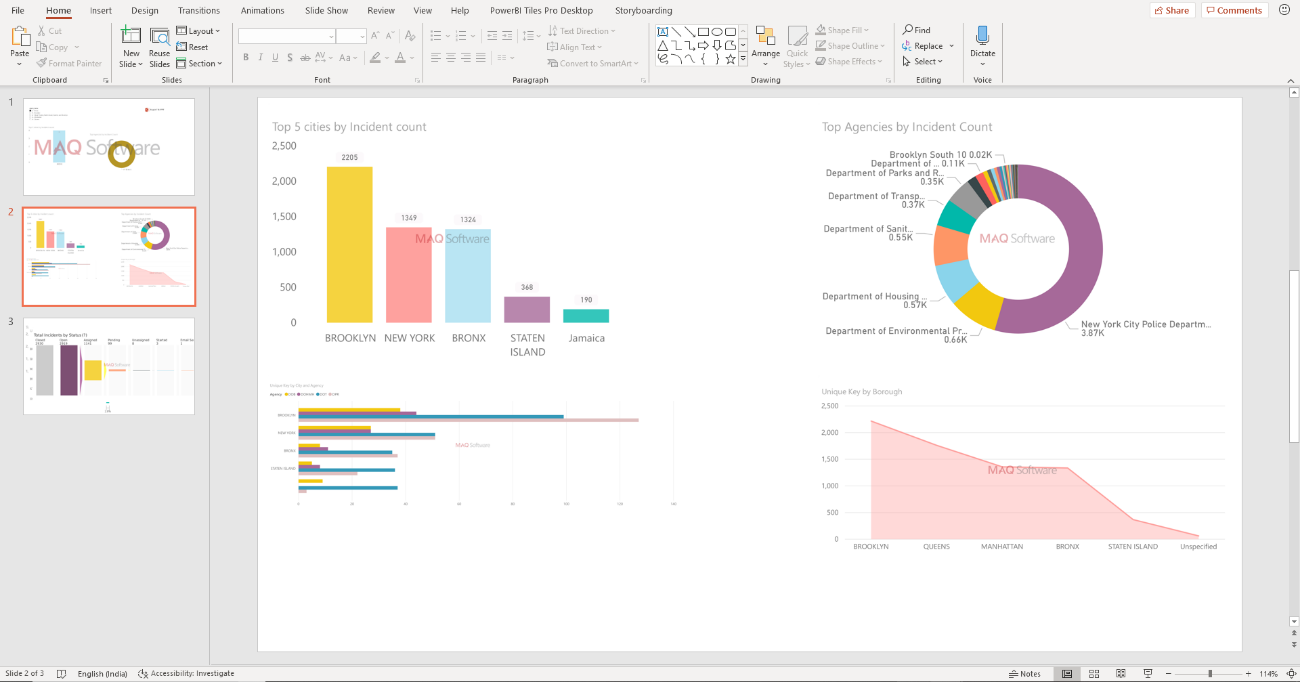 File Home Insert Design Transitions Animations Slide Show Review View Help PowerBI Tiles Pro Desktop Storyboarding Share Comments
Paste
Cut
Copy
Format Painter
Clipboard
New Slide
Reuse Slides
Layout
Reset
Section
Slides
B I U S ab AV Aa A
Font
Text Direction
Align Text
Convert to SmartArt
Paragraph
Arrange
Quick Styles
Shape Fill
Shape Outline
Shape Effects
Drawing
Find
Replace
Select
Editing
Dictate
Voice
1
MAQ Software
2
3
Total Incidents by Status (T)
MAQ Software
Top 5 cities by Incident count
2,500
2,000
1,500
1,000
500
0
2205
1349
1324
368
190
MAQ Software
BROOKLYN NEW YORK BRONX STATEN ISLAND Jamaica
Top Agencies by Incident Count
Brooklyn South 10 0.02K
Department of ... 0.11K
Department of Parks and R...
0.35K
Department of Transp...
0.37K
Department of Sanit...
0.55K
Department of Housing ...
0.57K
Department of Environmental Pr...
0.66K
New York City Police Departm...
3.87K
MAQ Software
Unique Key by City and Agency
Agency
BROOKLYN
NEW YORK
BRONX
STATEN ISLAND
MAQ Software
Unique Key by Borough
2,500
2,000
1,500
1,000
500
0
MAQ Software
BROOKLYN QUEENS MANHATTAN BRONX STATEN ISLAND Unspecified
Slide 2 of 3 English (India) Accessibility: Investigate Notes 114%